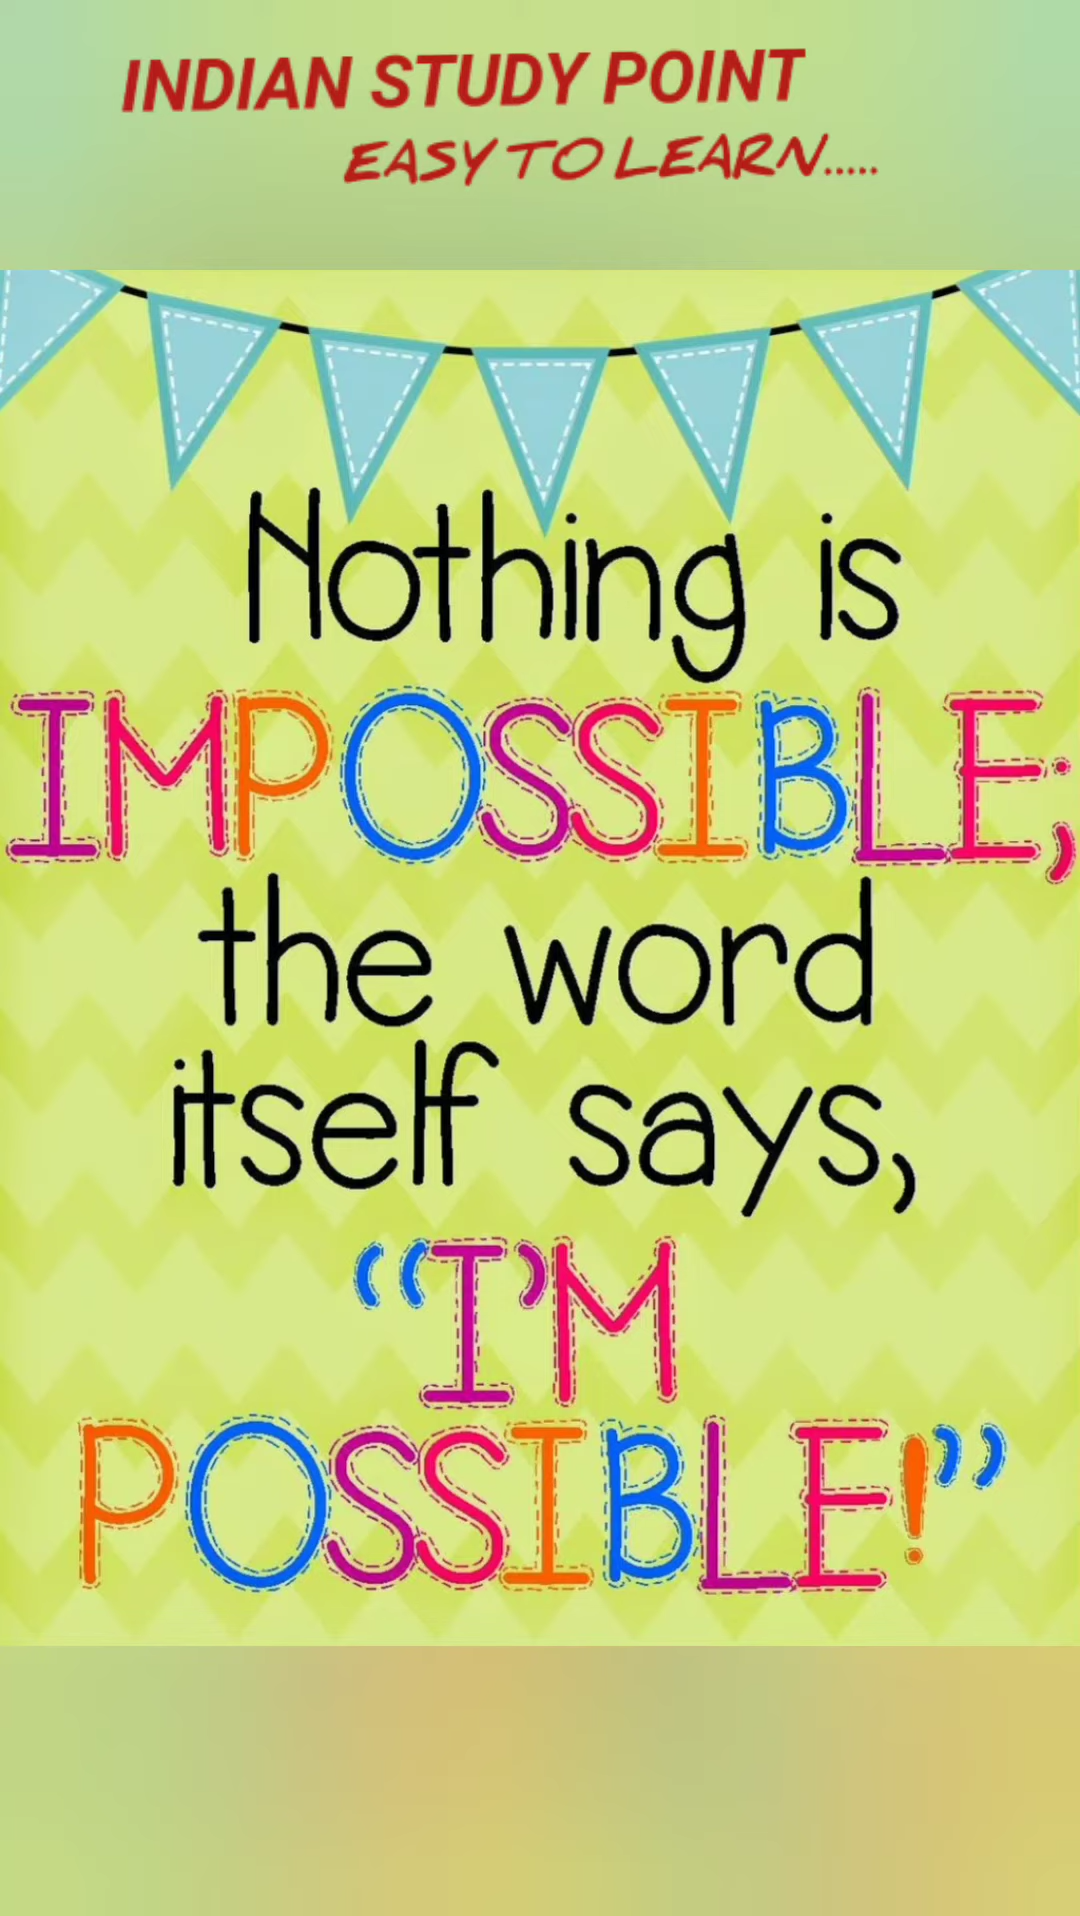 INDIAN STUDY POINT
EASY TO LEARN.....
Nothing is
IMPOSSIBLE;
the word
itself says,
“I'M
POSSIBLE!”